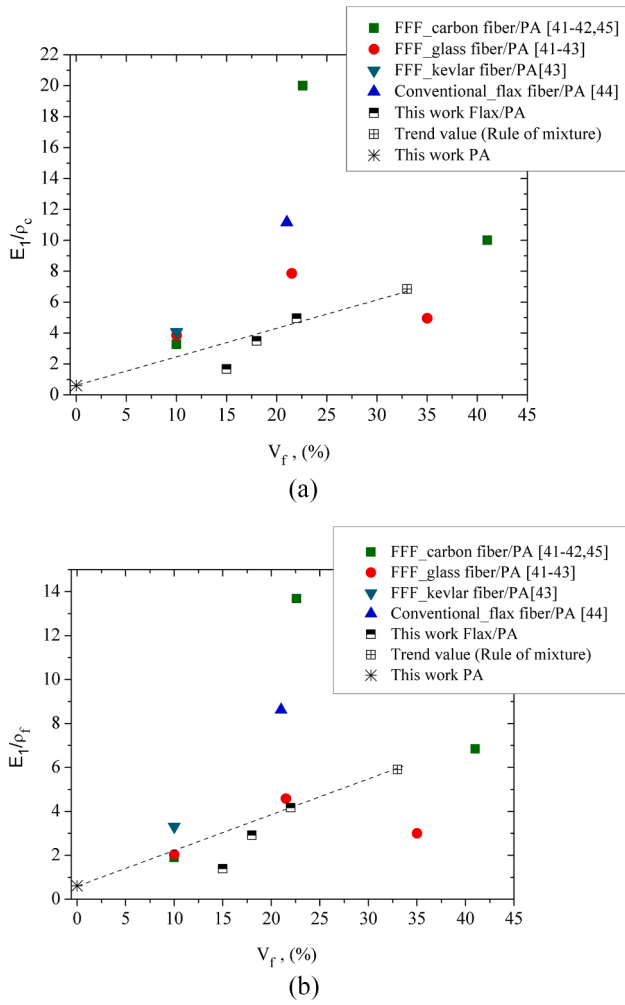 FFF_carbon fiber/PA [41-42,45]
FFF_glass fiber/PA [41-43]
FFF_kevlar fiber/PA[43]
Conventional_flax fiber/PA [44]
This work Flax/PA
Trend value (Rule of mixture)
This work PA
22
20
18
16
14
12
10
8
6
4
2
0
E₁/ρ_c
0 5 10 15 20 25 30 35 40 45
V_f , (%)
(a)
FFF_carbon fiber/PA [41-42,45]
FFF_glass fiber/PA [41-43]
FFF_kevlar fiber/PA[43]
Conventional_flax fiber/PA [44]
This work Flax/PA
Trend value (Rule of mixture)
This work PA
14
12
10
8
6
4
2
0
E₁/ρ_f
0 5 10 15 20 25 30 35 40 45
V_f , (%)
(b)